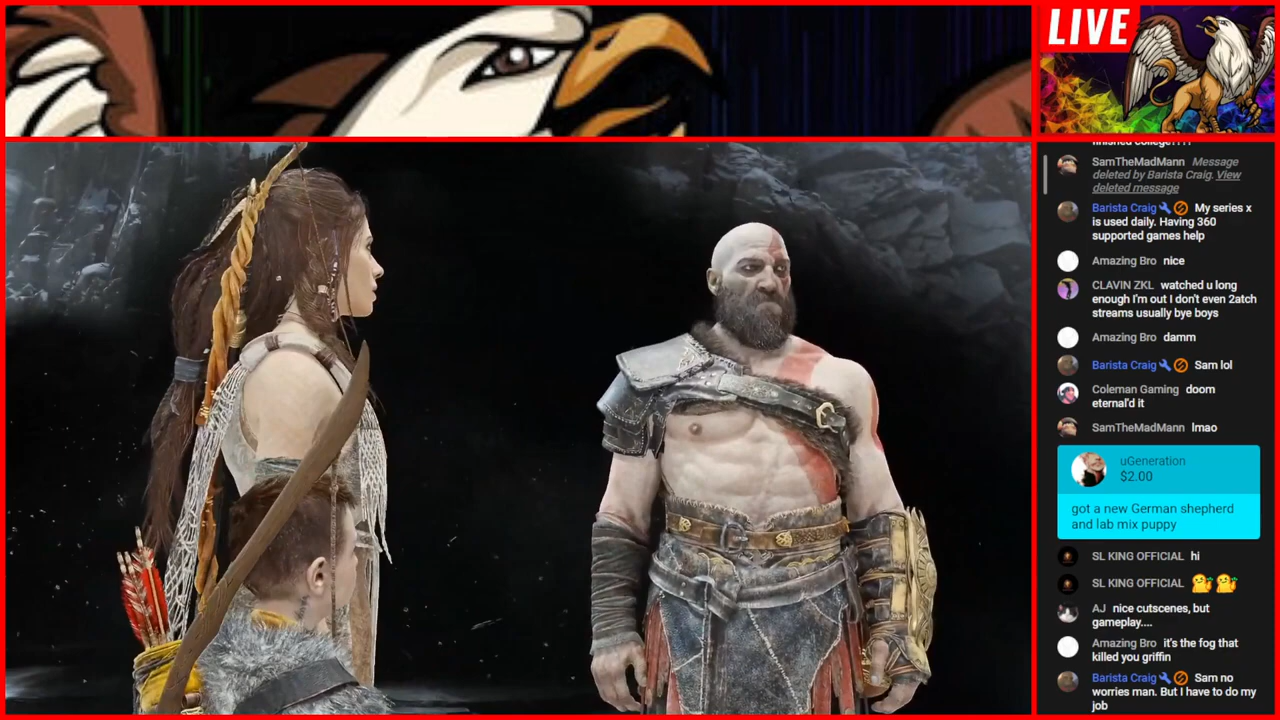 LIVE
finished college!!!!
SamTheMadMann Message
deleted by Barista Craig. View
deleted message
Barista Craig My series x
is used daily. Having 360
supported games help
Amazing Bro nice
CLAVIN ZKL watched u long
enough I'm out I don't even 2atch
streams usually bye boys
Amazing Bro damm
Barista Craig Sam lol
Coleman Gaming doom
eternal'd it
SamTheMadMann lmao
uGeneration
$2.00
got a new German shepherd
and lab mix puppy
SL KING OFFICIAL hi
SL KING OFFICIAL
AJ nice cutscenes, but
gameplay....
Amazing Bro it's the fog that
killed you griffin
Barista Craig Sam no
worries man. But I have to do my
job